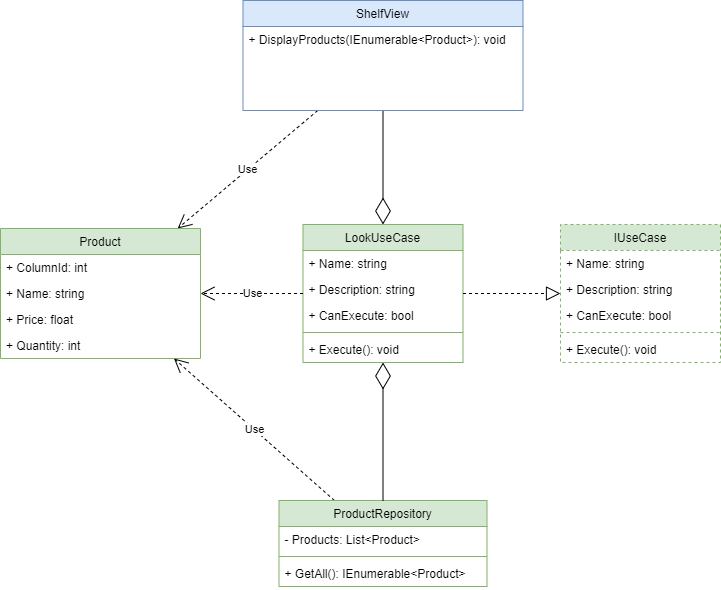 ShelfView
+ DisplayProducts(IEnumerable<Product>): void
Use
Product
+ ColumnId: int
+ Name: string
+ Price: float
+ Quantity: int
Use
LookUseCase
+ Name: string
+ Description: string
+ CanExecute: bool
+ Execute(): void
IUseCase
+ Name: string
+ Description: string
+ CanExecute: bool
+ Execute(): void
Use
ProductRepository
- Products: List<Product>
+ GetAll(): IEnumerable<Product>